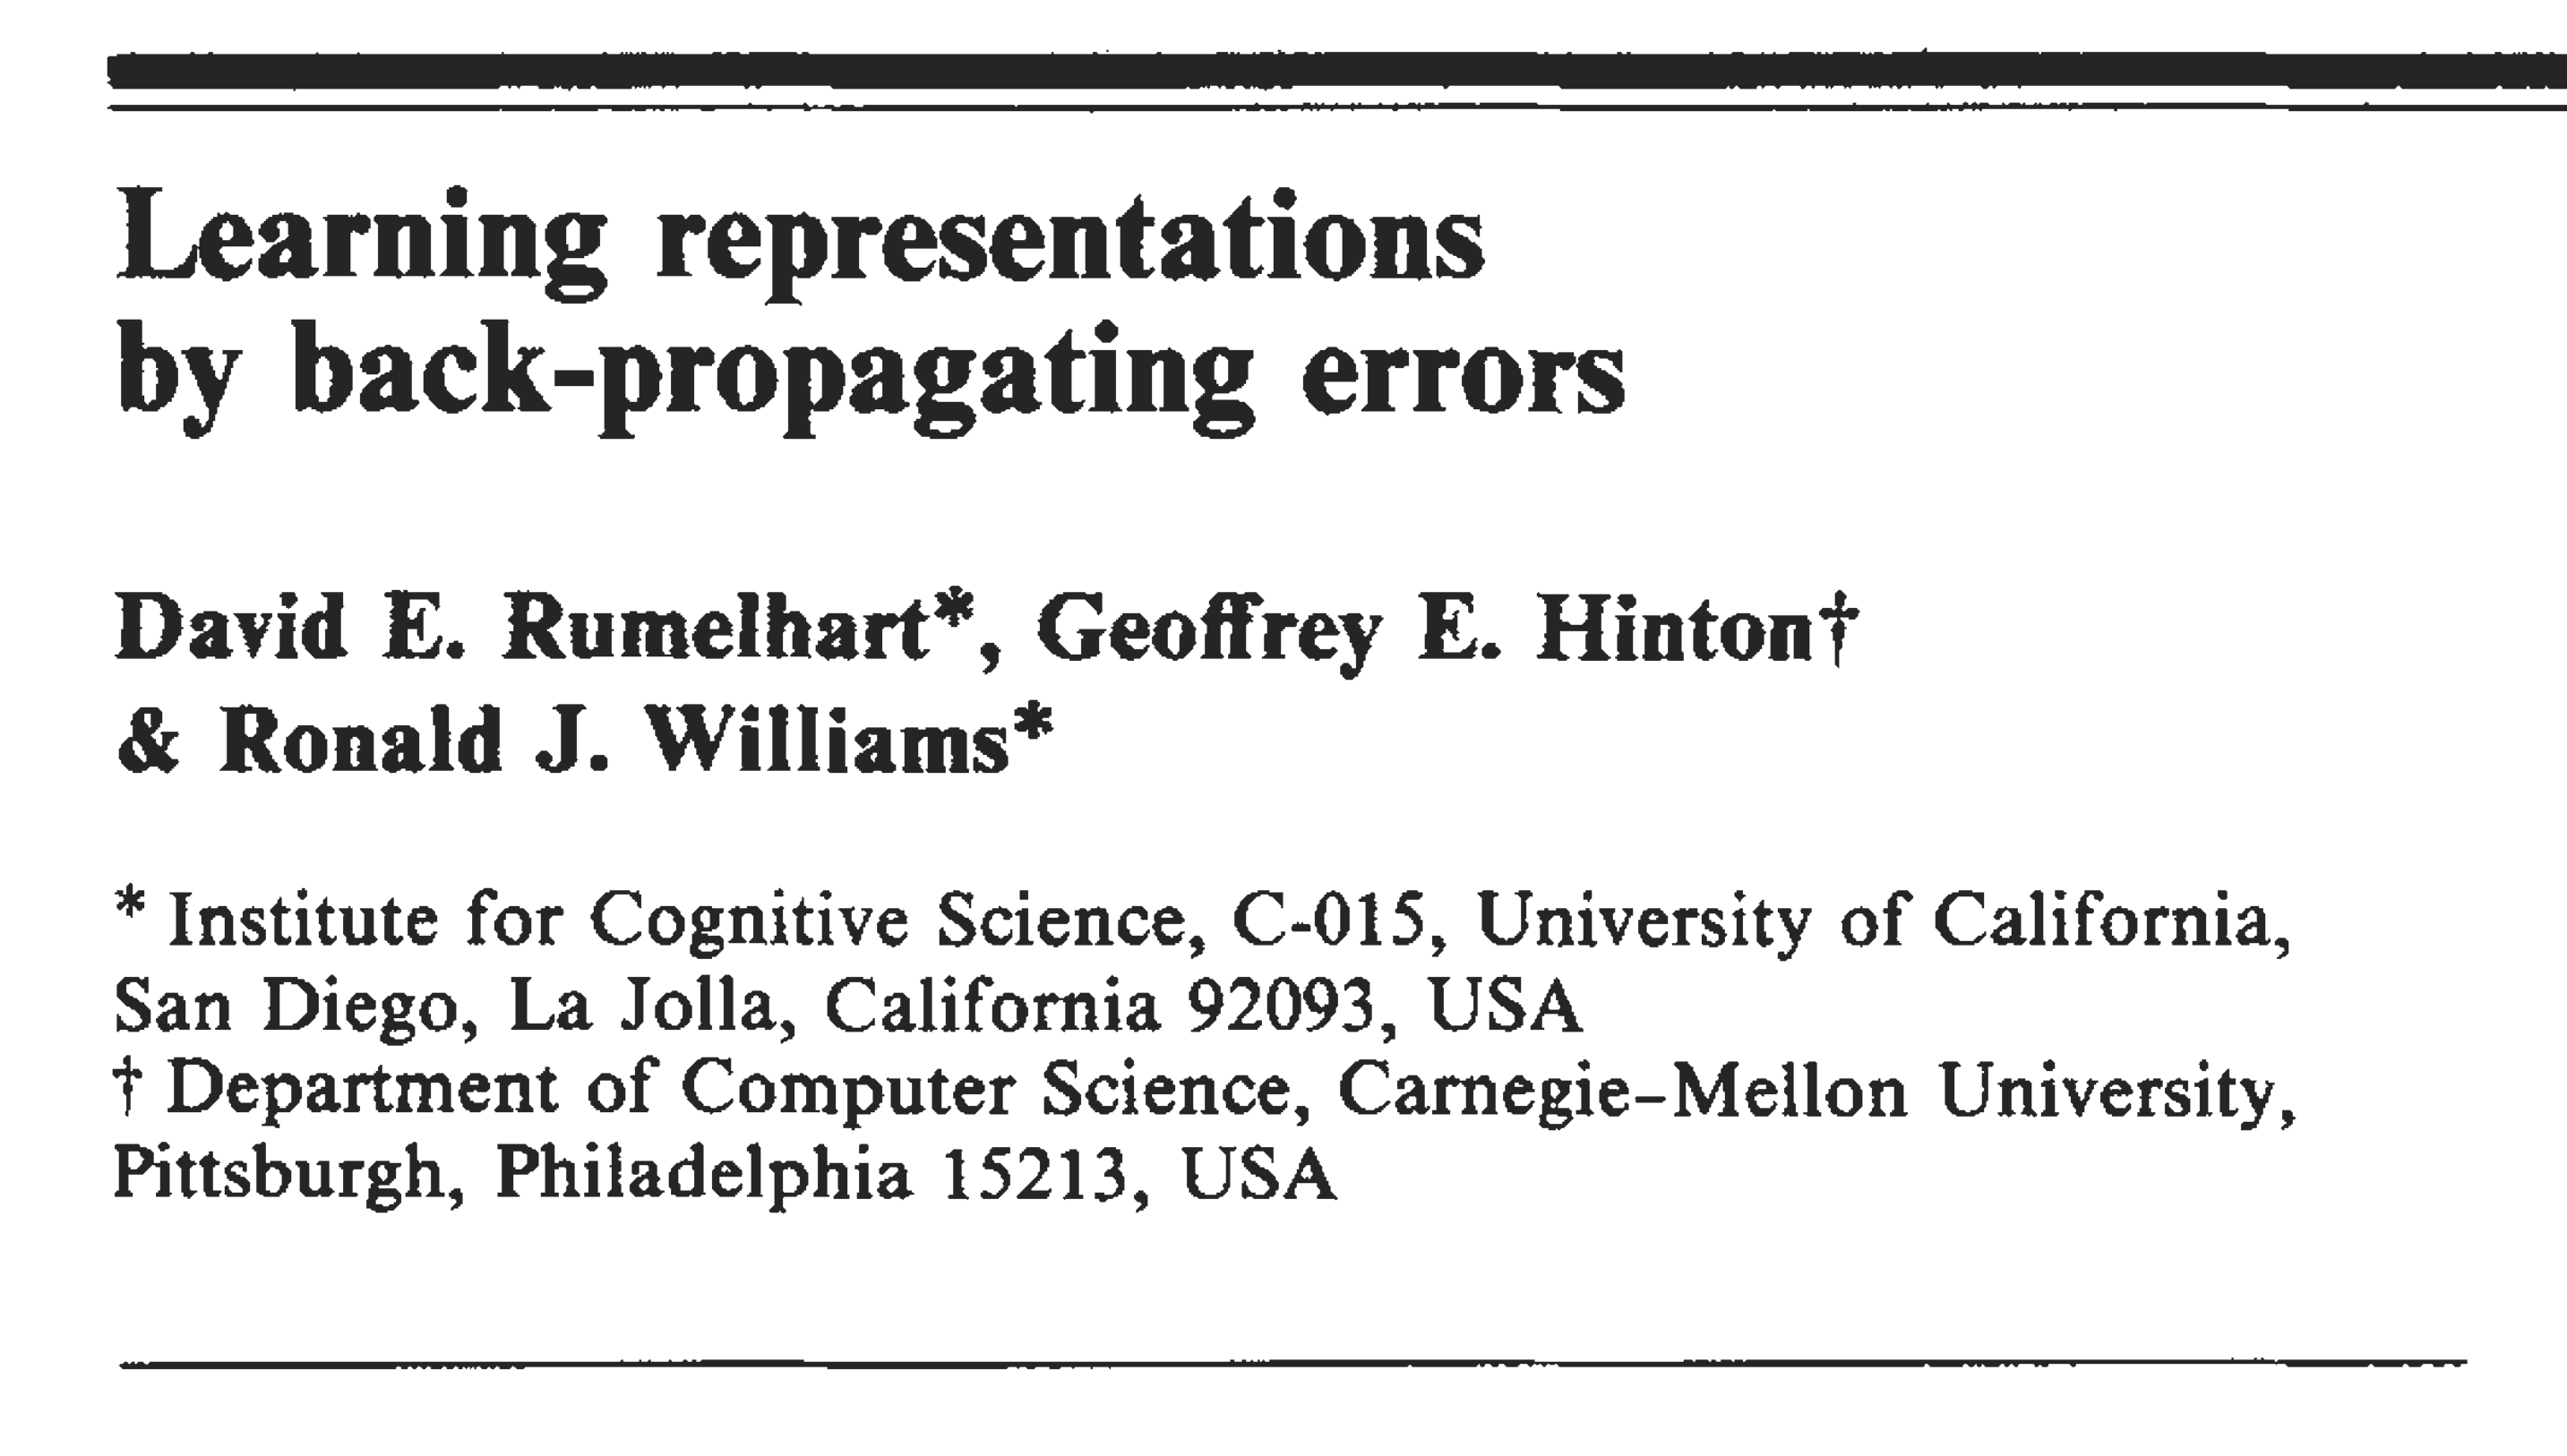 Learning representations
by back-propagating errors
David E. Rumelhart*, Geoffrey E. Hinton†
& Ronald J. Williams*
* Institute for Cognitive Science, C-015, University of California,
San Diego, La Jolla, California 92093, USA
† Department of Computer Science, Carnegie-Mellon University,
Pittsburgh, Philadelphia 15213, USA